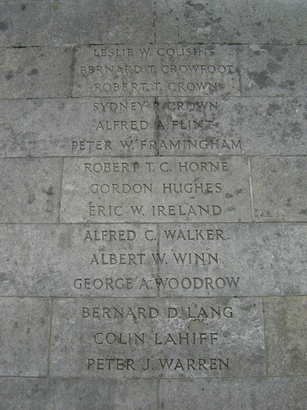 LESLIE W. COUSINS
BERNARD T. CROWFOOT
ROBERT T. CROWN
SYDNEY R. CROWN
ALFRED A. FLINT
PETER W. FRAMINGHAM
ROBERT T. C. HORNE
GORDON HUGHES
ERIC W. IRELAND
ALFRED C. WALKER
ALBERT W. WINN
GEORGE A. WOODROW
BERNARD D. LANG
COLIN LAHIFF
PETER J. WARREN